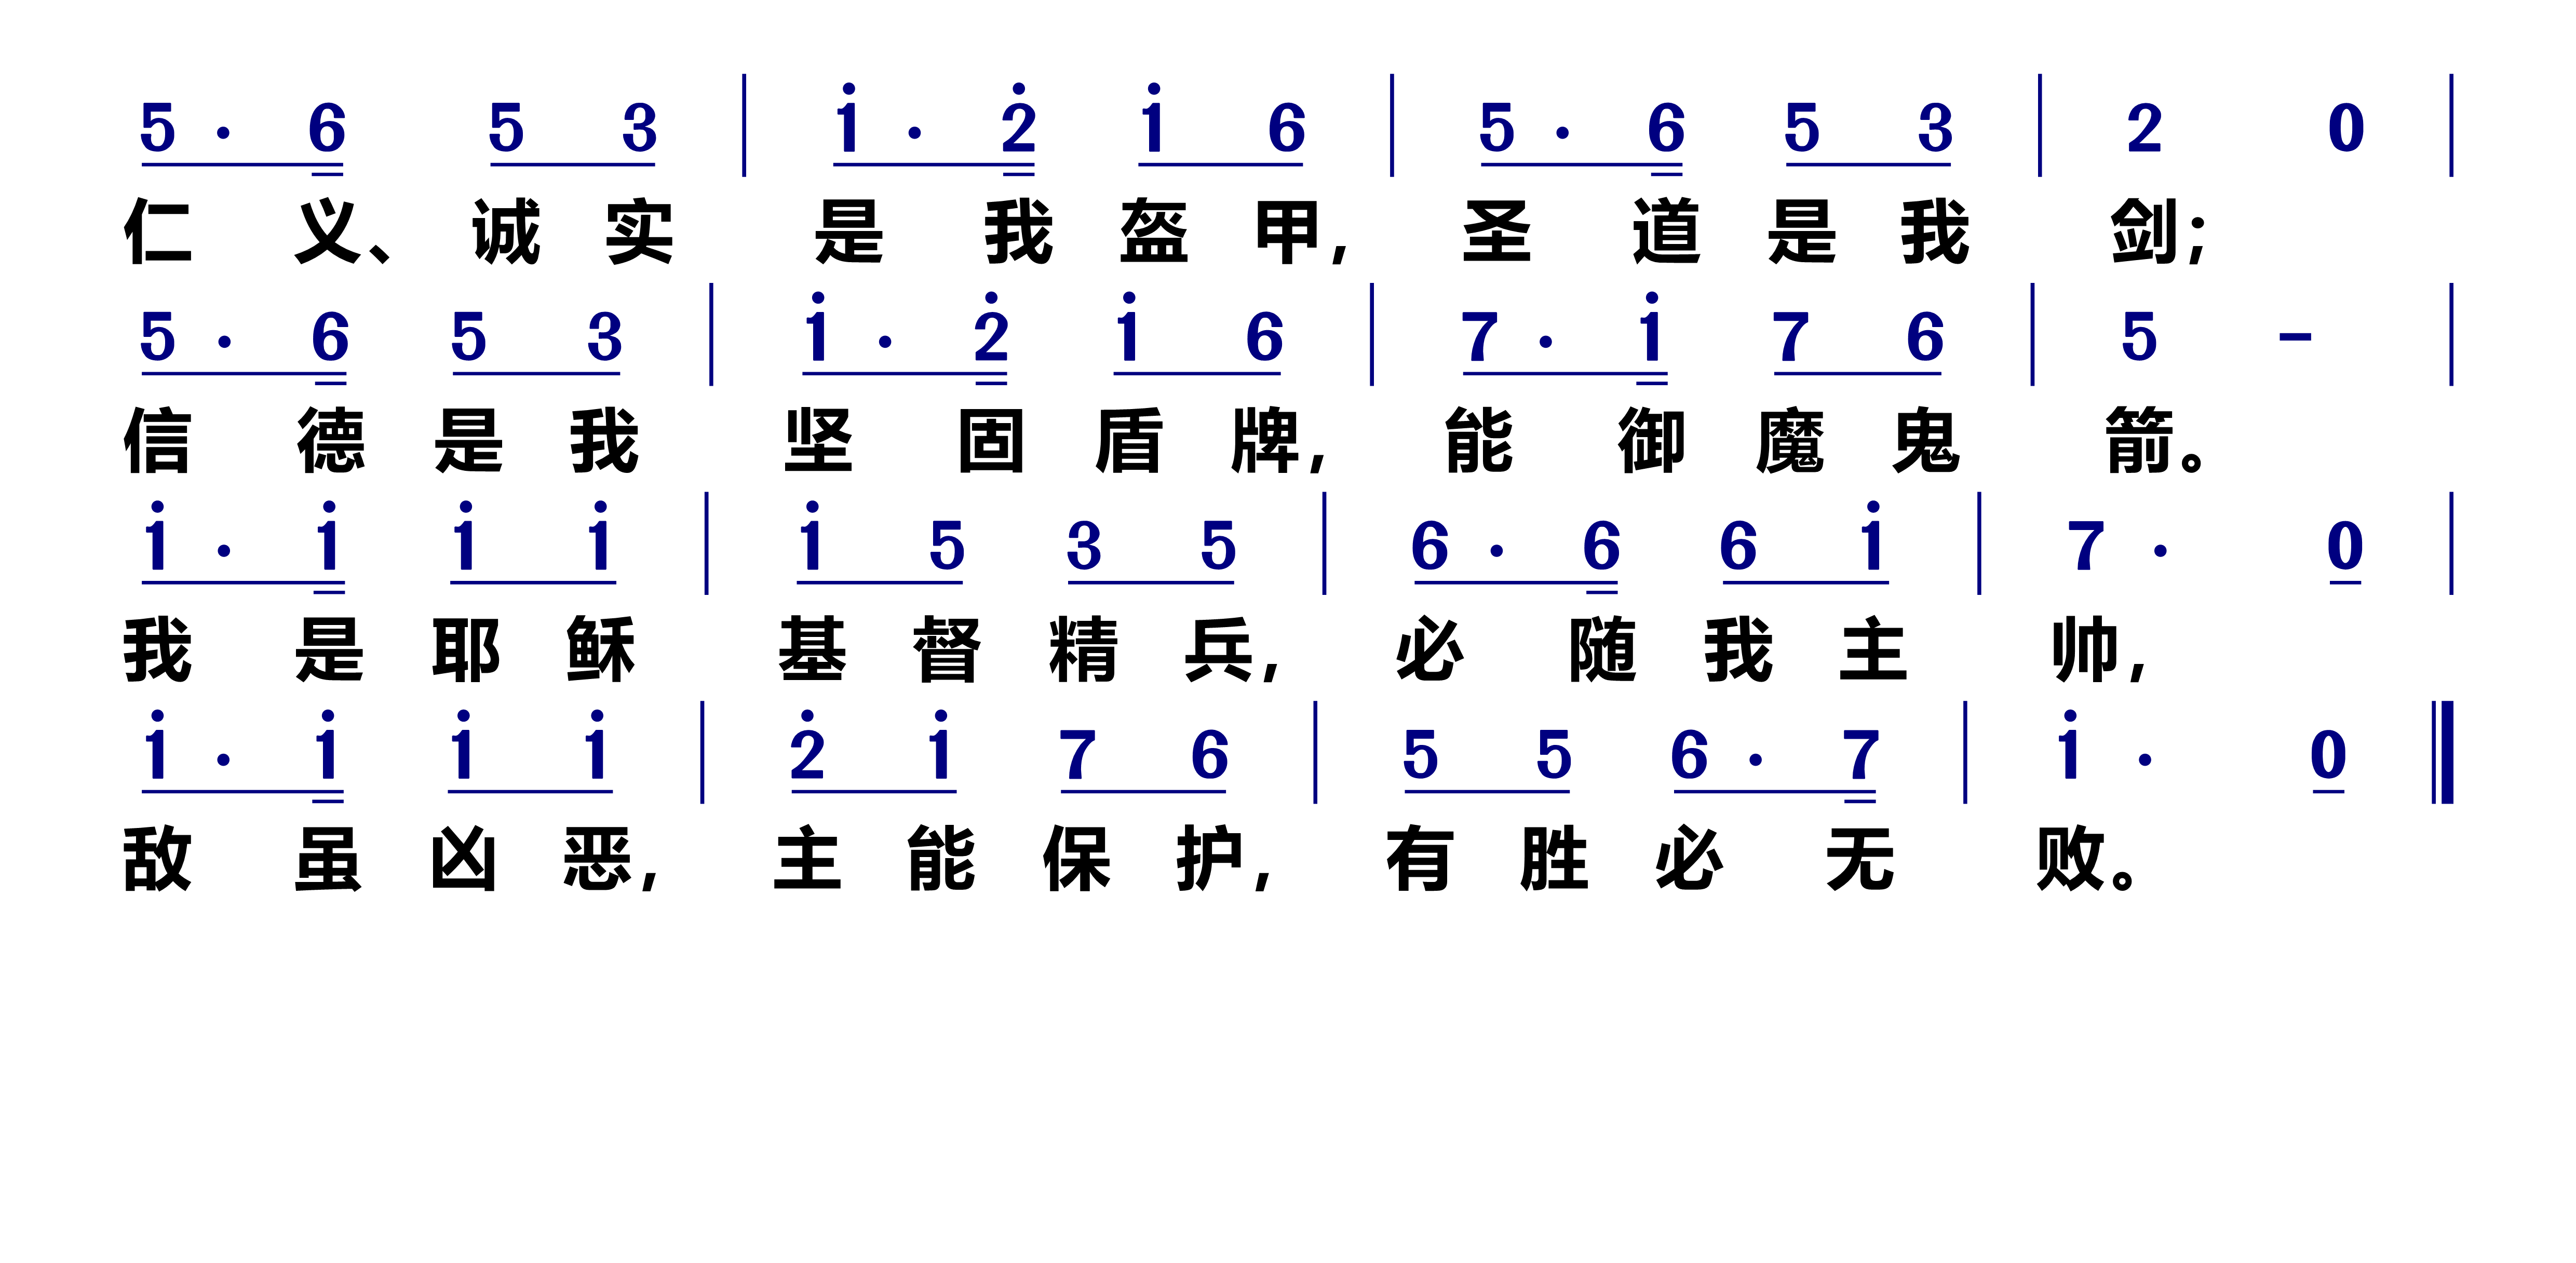 5 · 6 5 3 | i · 2̇ i 6 | 5 · 6 5 3 | 2 0 |
仁义、诚实是我盔甲,圣道是我剑;
5 · 6 5 3 | i · 2̇ i 6 | 7 · i 7 6 | 5 – |
信德是我坚固盾牌,能御魔鬼箭。
i · i i i | i 5 3 5 | 6 · 6 6 i | 7 · 0 |
我是耶稣基督精兵,必随我主帅,
i · i i i | 2̇ i 7 6 | 5 5 6 · 7 | i · 0 ‖
敌虽凶恶,主能保护,有胜必无败。